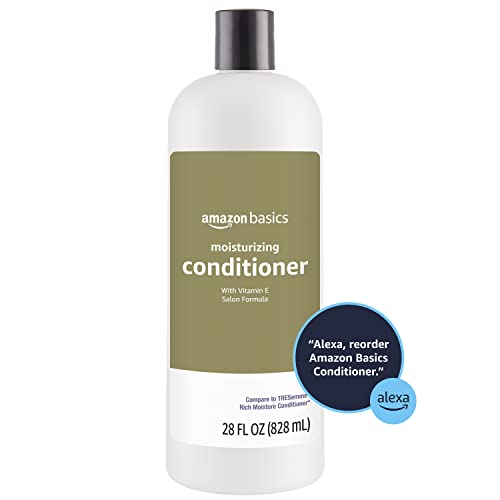 amazon basics
moisturizing
conditioner
With Vitamin E
Salon Formula
Compare to TRESemmé
Rich Moisture Conditioner*
28 FL OZ (828 mL)
“Alexa, reorder
Amazon Basics
Conditioner.”
alexa